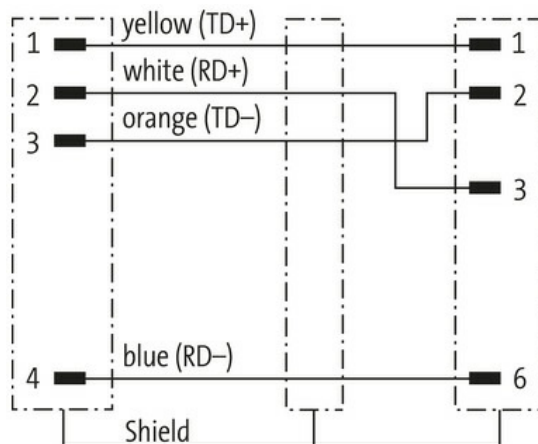 yellow (TD+)
1 1
white (RD+)
2 2
orange (TD–)
3
3
blue (RD–)
4 6
Shield